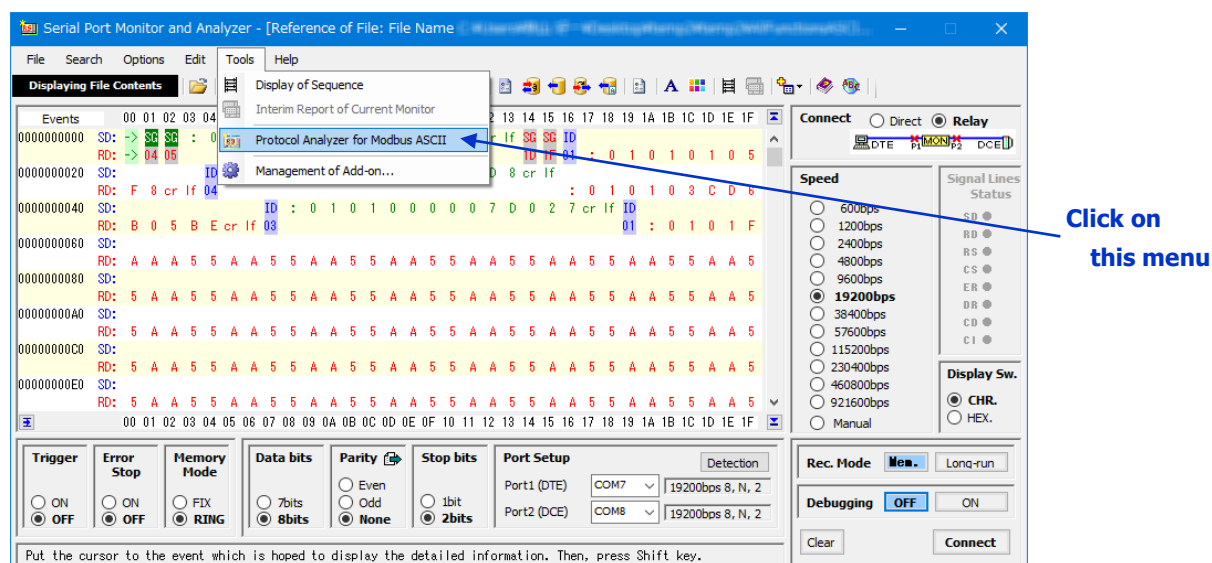 Serial Port Monitor and Analyzer - [Reference of File: File Name
File Search Options Edit Tools Help
Displaying File Contents
Display of Sequence
Interim Report of Current Monitor
Protocol Analyzer for Modbus ASCII
Management of Add-on...
Events 00 01 02 03 04 2 13 14 15 16 17 18 19 1A 1B 1C 1D 1E 1F
0000000000 SD: -> SG SG : 0 r lf SG SG ID
RD: -> 04 05 1D 1F 01 : 0 1 0 1 0 1 0 5
0000000020 SD: ID D 8 cr lf
RD: F 8 cr lf 04 : 0 1 0 1 0 3 C D 6
0000000040 SD: ID : 0 1 0 1 0 0 0 0 0 7 D 0 2 7 cr lf ID
RD: B 0 5 B E cr lf 03 01 : 0 1 0 1 F
0000000060 SD:
RD: A A A 5 5 A A 5 5 A A 5 5 A A 5 5 A A 5 5 A A 5 5 A A 5 5 A A 5
0000000080 SD:
RD: 5 A A 5 5 A A 5 5 A A 5 5 A A 5 5 A A 5 5 A A 5 5 A A 5 5 A A 5
00000000A0 SD:
RD: 5 A A 5 5 A A 5 5 A A 5 5 A A 5 5 A A 5 5 A A 5 5 A A 5 5 A A 5
00000000C0 SD:
RD: 5 A A 5 5 A A 5 5 A A 5 5 A A 5 5 A A 5 5 A A 5 5 A A 5 5 A A 5
00000000E0 SD:
RD: 5 A A 5 5 A A 5 5 A A 5 5 A A 5 5 A A 5 5 A A 5 5 A A 5 5 A A 5
00 01 02 03 04 05 06 07 08 09 0A 0B 0C 0D 0E 0F 10 11 12 13 14 15 16 17 18 19 1A 1B 1C 1D 1E 1F
Connect Direct Relay
DTE P1 MON P2 DCE
Speed
600bps
1200bps
2400bps
4800bps
9600bps
19200bps
38400bps
57600bps
115200bps
230400bps
460800bps
921600bps
Manual
Signal Lines
Status
SD
RD
RS
CS
ER
DR
CD
CI
Display Sw.
CHR.
HEX.
Click on
this menu
Trigger
ON
OFF
Error
Stop
ON
OFF
Memory
Mode
FIX
RING
Data bits
7bits
8bits
Parity
Even
Odd
None
Stop bits
1bit
2bits
Port Setup Detection
Port1 (DTE) COM7 19200bps 8, N, 2
Port2 (DCE) COM8 19200bps 8, N, 2
Rec. Mode Mem. Long-run
Debugging OFF ON
Clear Connect
Put the cursor to the event which is hoped to display the detailed information. Then, press Shift key.